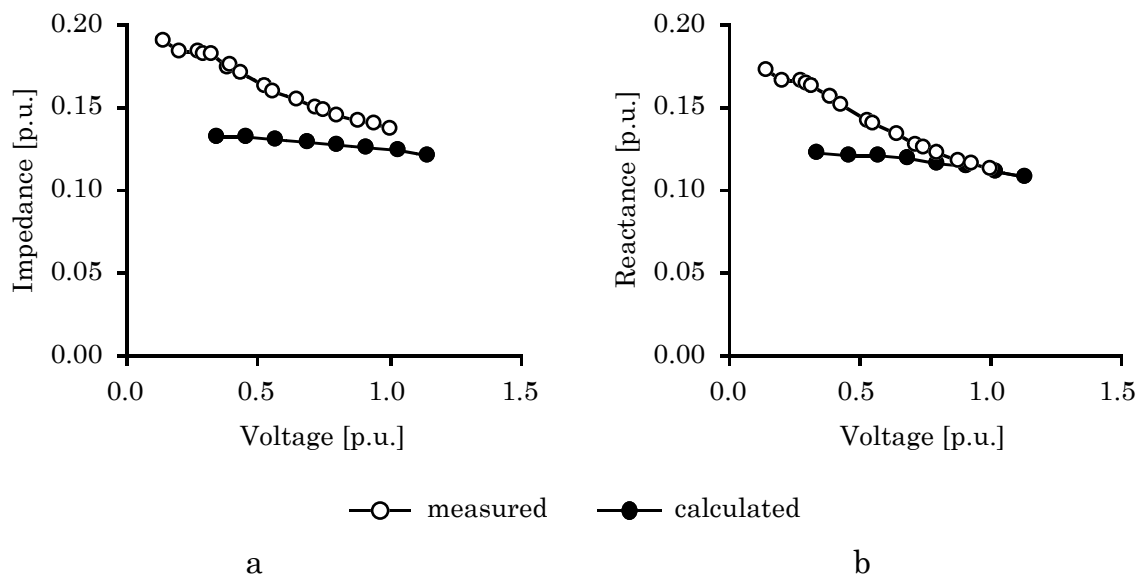 0.20
0.15
0.10
0.05
0.00
Impedance [p.u.]
0.0 0.5 1.0 1.5
Voltage [p.u.]
0.20
0.15
0.10
0.05
0.00
Reactance [p.u.]
0.0 0.5 1.0 1.5
Voltage [p.u.]
measured calculated
a b